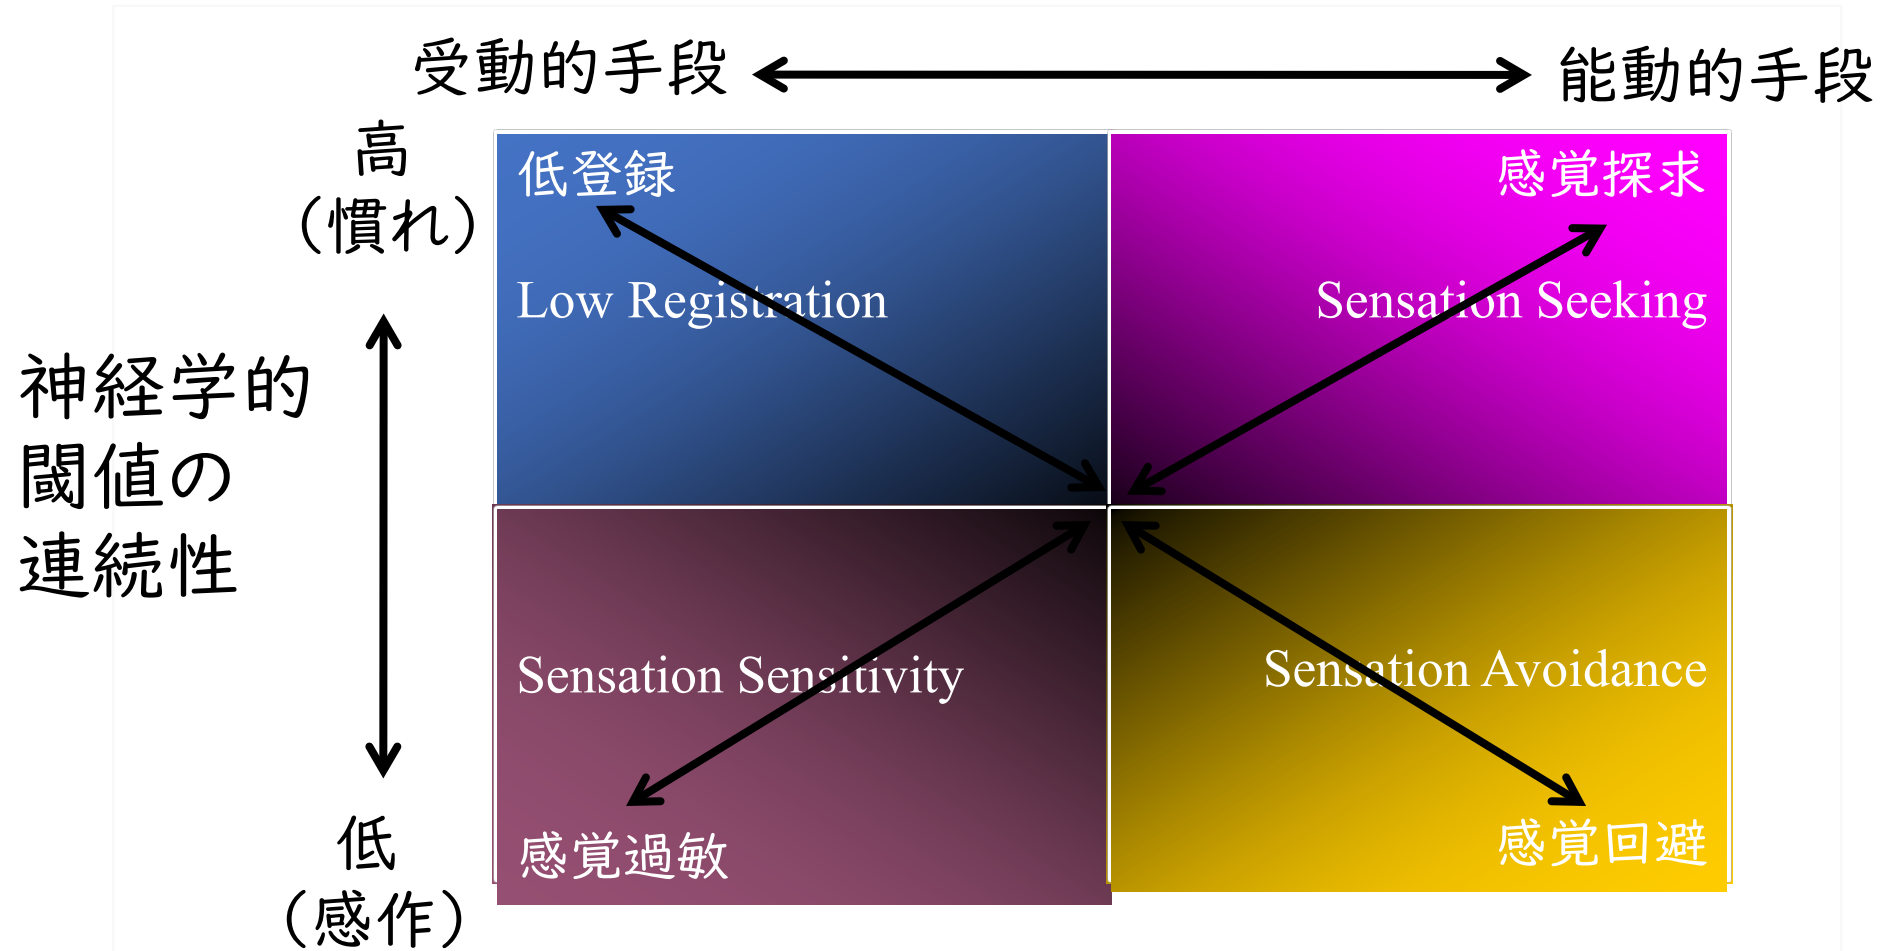 受動的手段
能動的手段
高
（慣れ）
神経学的
閾値の
連続性
低
（感作）
低登録
Low Registration
感覚探求
Sensation Seeking
Sensation Sensitivity
感覚過敏
Sensation Avoidance
感覚回避